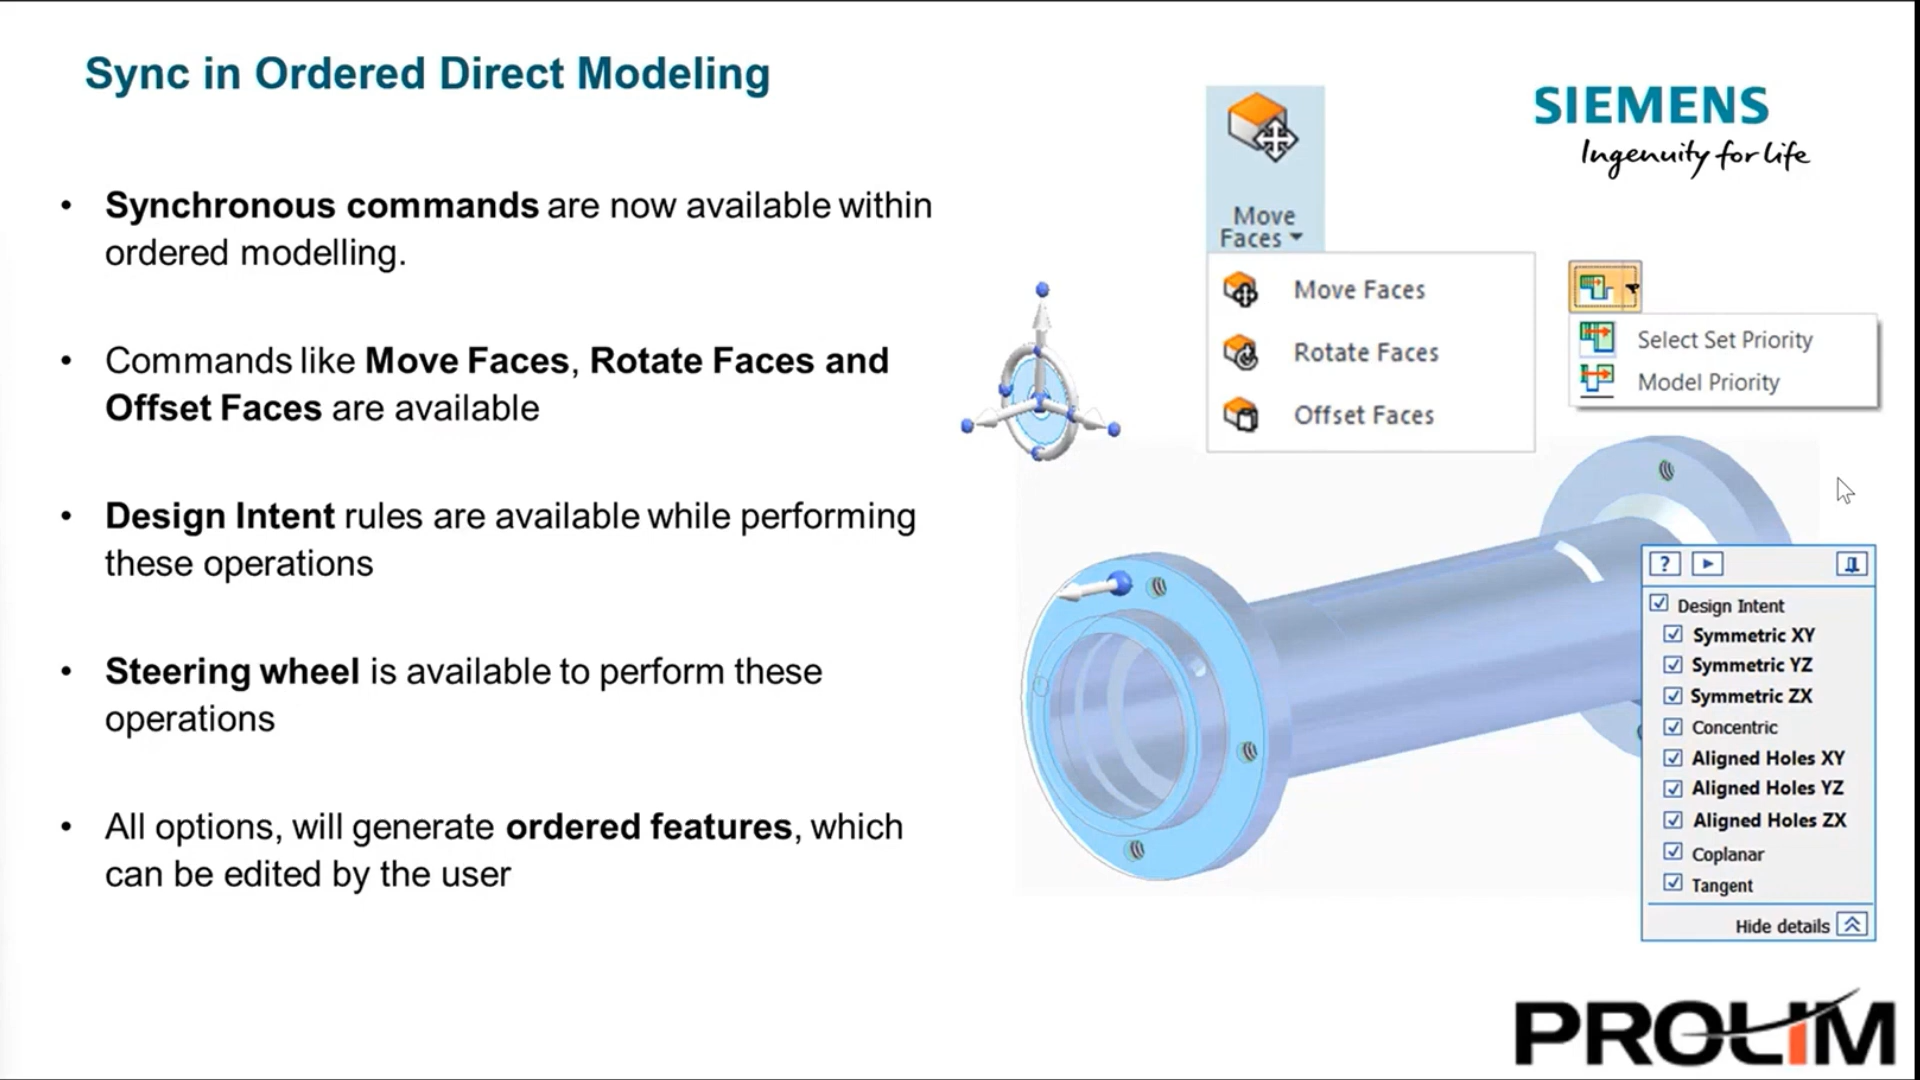 Sync in Ordered Direct Modeling
SIEMENS
Ingenuity for life
• Synchronous commands are now available within
ordered modelling.
• Commands like Move Faces, Rotate Faces and
Offset Faces are available
• Design Intent rules are available while performing
these operations
• Steering wheel is available to perform these
operations
• All options, will generate ordered features, which
can be edited by the user
Move
Faces
Move Faces
Rotate Faces
Offset Faces
Select Set Priority
Model Priority
?
Design Intent
Symmetric XY
Symmetric YZ
Symmetric ZX
Concentric
Aligned Holes XY
Aligned Holes YZ
Aligned Holes ZX
Coplanar
Tangent
Hide details
PROLIM